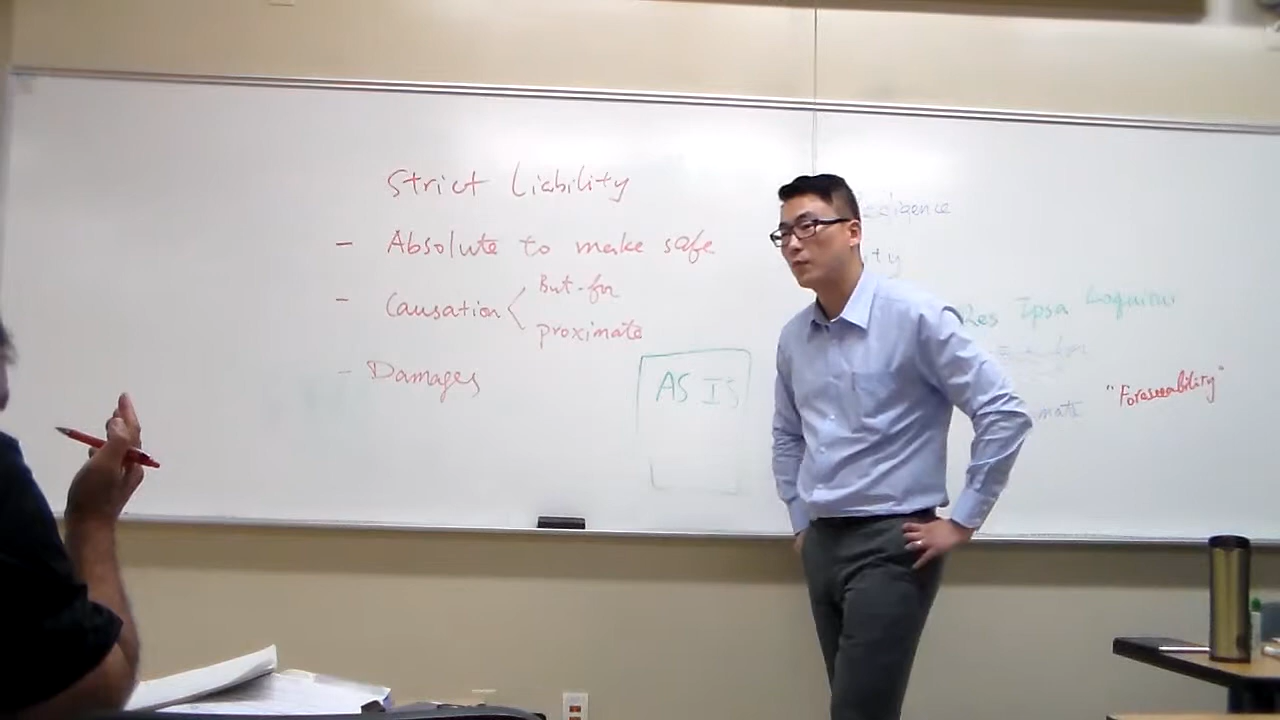 Strict Liability
- Absolute to make safe
- Causation < But-for
proximate
- Damages
AS IS
Res Ipsa Loquitur
"Foreseeability"